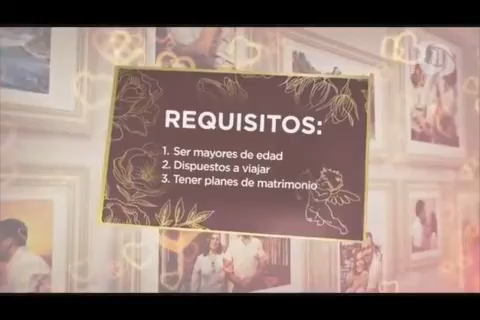 REQUISITOS:
1. Ser mayores de edad
2. Dispuestos a viajar
3. Tener planes de matrimonio